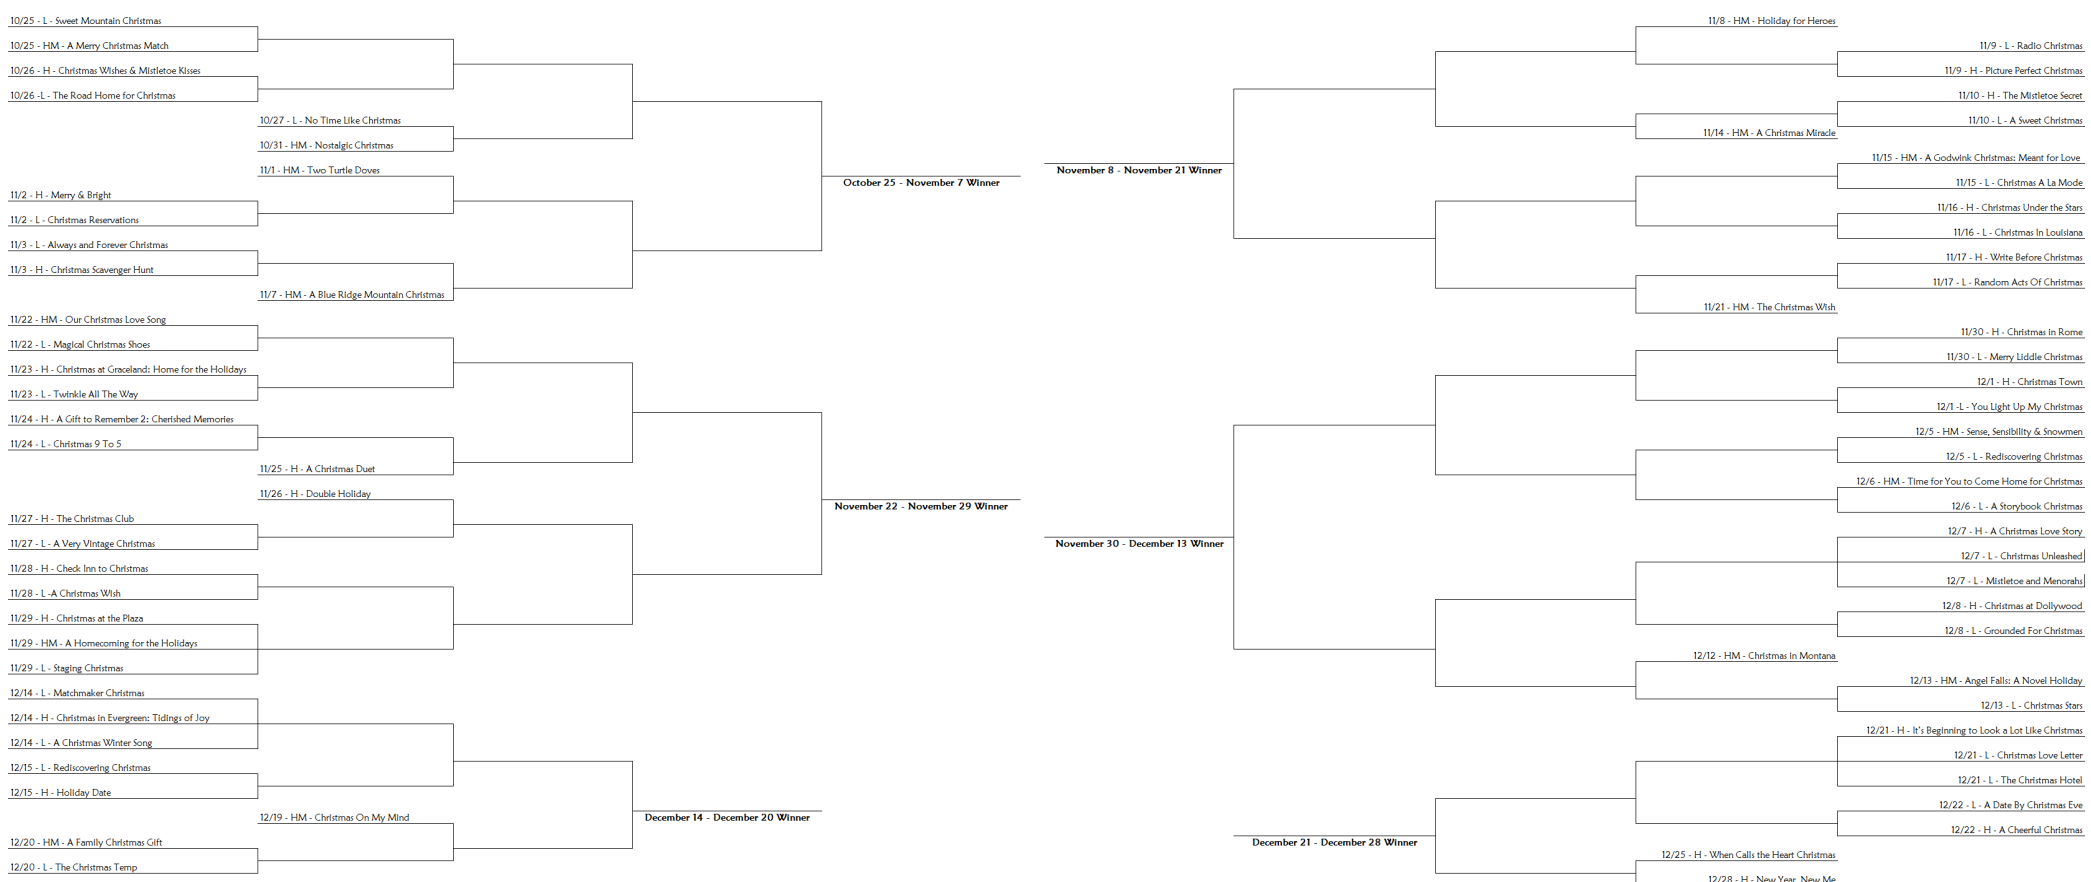 10/25 - L - Sweet Mountain Christmas
10/25 - HM - A Merry Christmas Match
10/26 - H - Christmas Wishes & Mistletoe Kisses
10/26 -L - The Road Home for Christmas
10/27 - L - No Time Like Christmas
10/31 - HM - Nostalgic Christmas
11/1 - HM - Two Turtle Doves
11/2 - H - Merry & Bright
11/2 - L - Christmas Reservations
11/3 - L - Always and Forever Christmas
11/3 - H - Christmas Scavenger Hunt
11/7 - HM - A Blue Ridge Mountain Christmas
October 25 - November 7 Winner
11/22 - HM - Our Christmas Love Song
11/22 - L - Magical Christmas Shoes
11/23 - H - Christmas at Graceland: Home for the Holidays
11/23 - L - Twinkle All The Way
11/24 - H - A Gift to Remember 2: Cherished Memories
11/24 - L - Christmas 9 To 5
11/25 - H - A Christmas Duet
11/26 - H - Double Holiday
11/27 - H - The Christmas Club
11/27 - L - A Very Vintage Christmas
11/28 - H - Check Inn to Christmas
11/28 - L -A Christmas Wish
11/29 - H - Christmas at the Plaza
11/29 - HM - A Homecoming for the Holidays
11/29 - L - Staging Christmas
November 22 - November 29 Winner
12/14 - L - Matchmaker Christmas
12/14 - H - Christmas in Evergreen: Tidings of Joy
12/14 - L - A Christmas Winter Song
12/15 - L - Rediscovering Christmas
12/15 - H - Holiday Date
12/19 - HM - Christmas On My Mind
12/20 - HM - A Family Christmas Gift
12/20 - L - The Christmas Temp
December 14 - December 20 Winner
11/8 - HM - Holiday for Heroes
11/9 - L - Radio Christmas
11/9 - H - Picture Perfect Christmas
11/10 - H - The Mistletoe Secret
11/10 - L - A Sweet Christmas
11/14 - HM - A Christmas Miracle
11/15 - HM - A Godwink Christmas: Meant for Love
11/15 - L - Christmas A La Mode
11/16 - H - Christmas Under the Stars
11/16 - L - Christmas In Louisiana
11/17 - H - Write Before Christmas
11/17 - L - Random Acts Of Christmas
11/21 - HM - The Christmas Wish
November 8 - November 21 Winner
11/30 - H - Christmas in Rome
11/30 - L - Merry Liddle Christmas
12/1 - H - Christmas Town
12/1 -L - You Light Up My Christmas
12/5 - HM - Sense, Sensibility & Snowmen
12/5 - L - Rediscovering Christmas
12/6 - HM - Time for You to Come Home for Christmas
12/6 - L - A Storybook Christmas
12/7 - H - A Christmas Love Story
12/7 - L - Christmas Unleashed
12/7 - L - Mistletoe and Menorahs
12/8 - H - Christmas at Dollywood
12/8 - L - Grounded For Christmas
12/12 - HM - Christmas in Montana
12/13 - HM - Angel Falls: A Novel Holiday
12/13 - L - Christmas Stars
November 30 - December 13 Winner
12/21 - H - It's Beginning to Look a Lot Like Christmas
12/21 - L - Christmas Love Letter
12/21 - L - The Christmas Hotel
12/22 - L - A Date By Christmas Eve
12/22 - H - A Cheerful Christmas
12/25 - H - When Calls the Heart Christmas
12/28 - H - New Year, New Me
December 21 - December 28 Winner